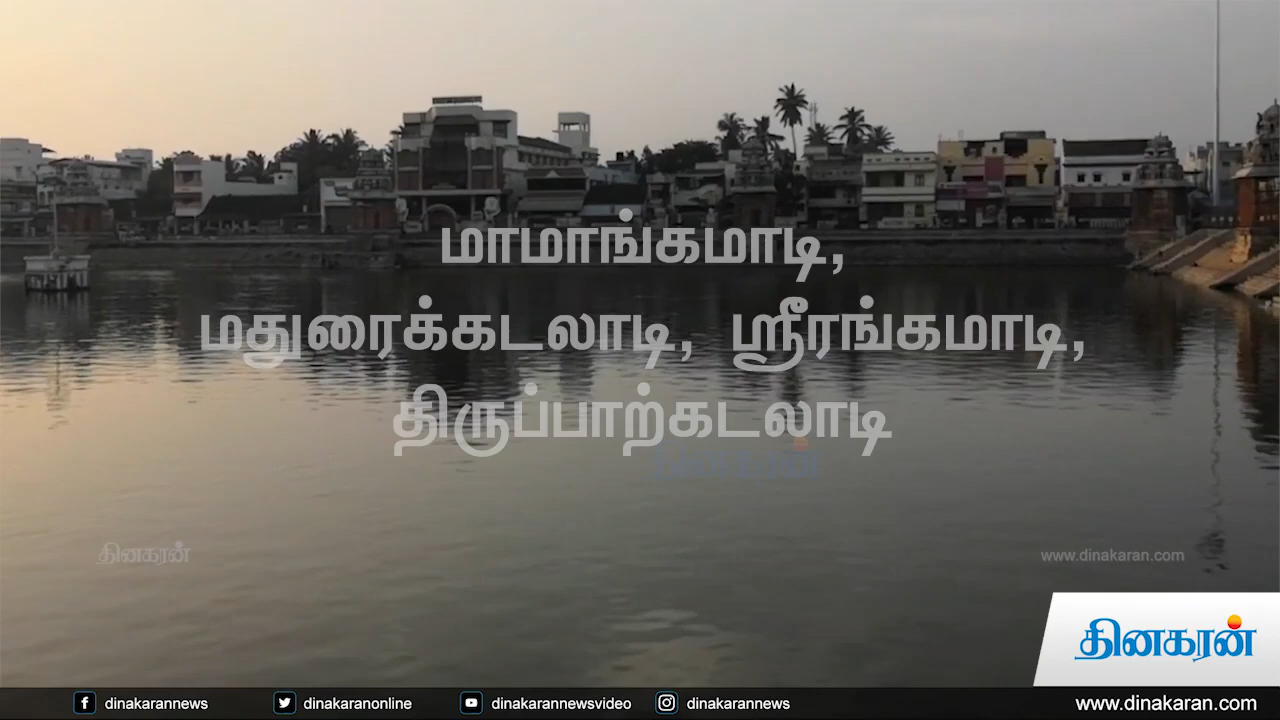 மாமாங்கமாடி,
மதுரைக்கடலாடி, ஸ்ரீரங்கமாடி,
திருப்பாற்கடலாடி
தினகரன்
www.dinakaran.com
தினகரன்
dinakarannews
dinakaranonline
dinakarannewsvideo
dinakarannews
www.dinakaran.com